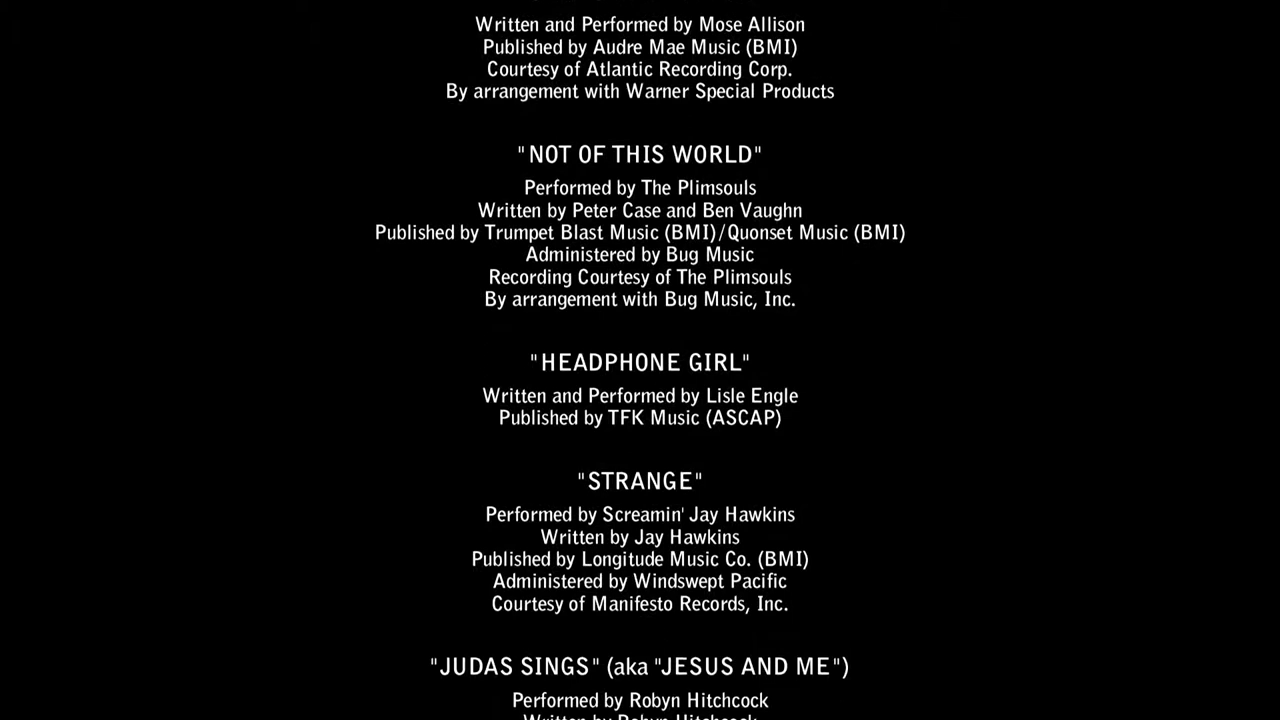 Written and Performed by Mose Allison
Published by Audre Mae Music (BMI)
Courtesy of Atlantic Recording Corp.
By arrangement with Warner Special Products
"NOT OF THIS WORLD"
Performed by The Plimsouls
Written by Peter Case and Ben Vaughn
Published by Trumpet Blast Music (BMI)/Quonset Music (BMI)
Administered by Bug Music
Recording Courtesy of The Plimsouls
By arrangement with Bug Music, Inc.
"HEADPHONE GIRL"
Written and Performed by Lisle Engle
Published by TFK Music (ASCAP)
"STRANGE"
Performed by Screamin' Jay Hawkins
Written by Jay Hawkins
Published by Longitude Music Co. (BMI)
Administered by Windswept Pacific
Courtesy of Manifesto Records, Inc.
"JUDAS SINGS" (aka "JESUS AND ME")
Performed by Robyn Hitchcock
Written by Robyn Hitchcock